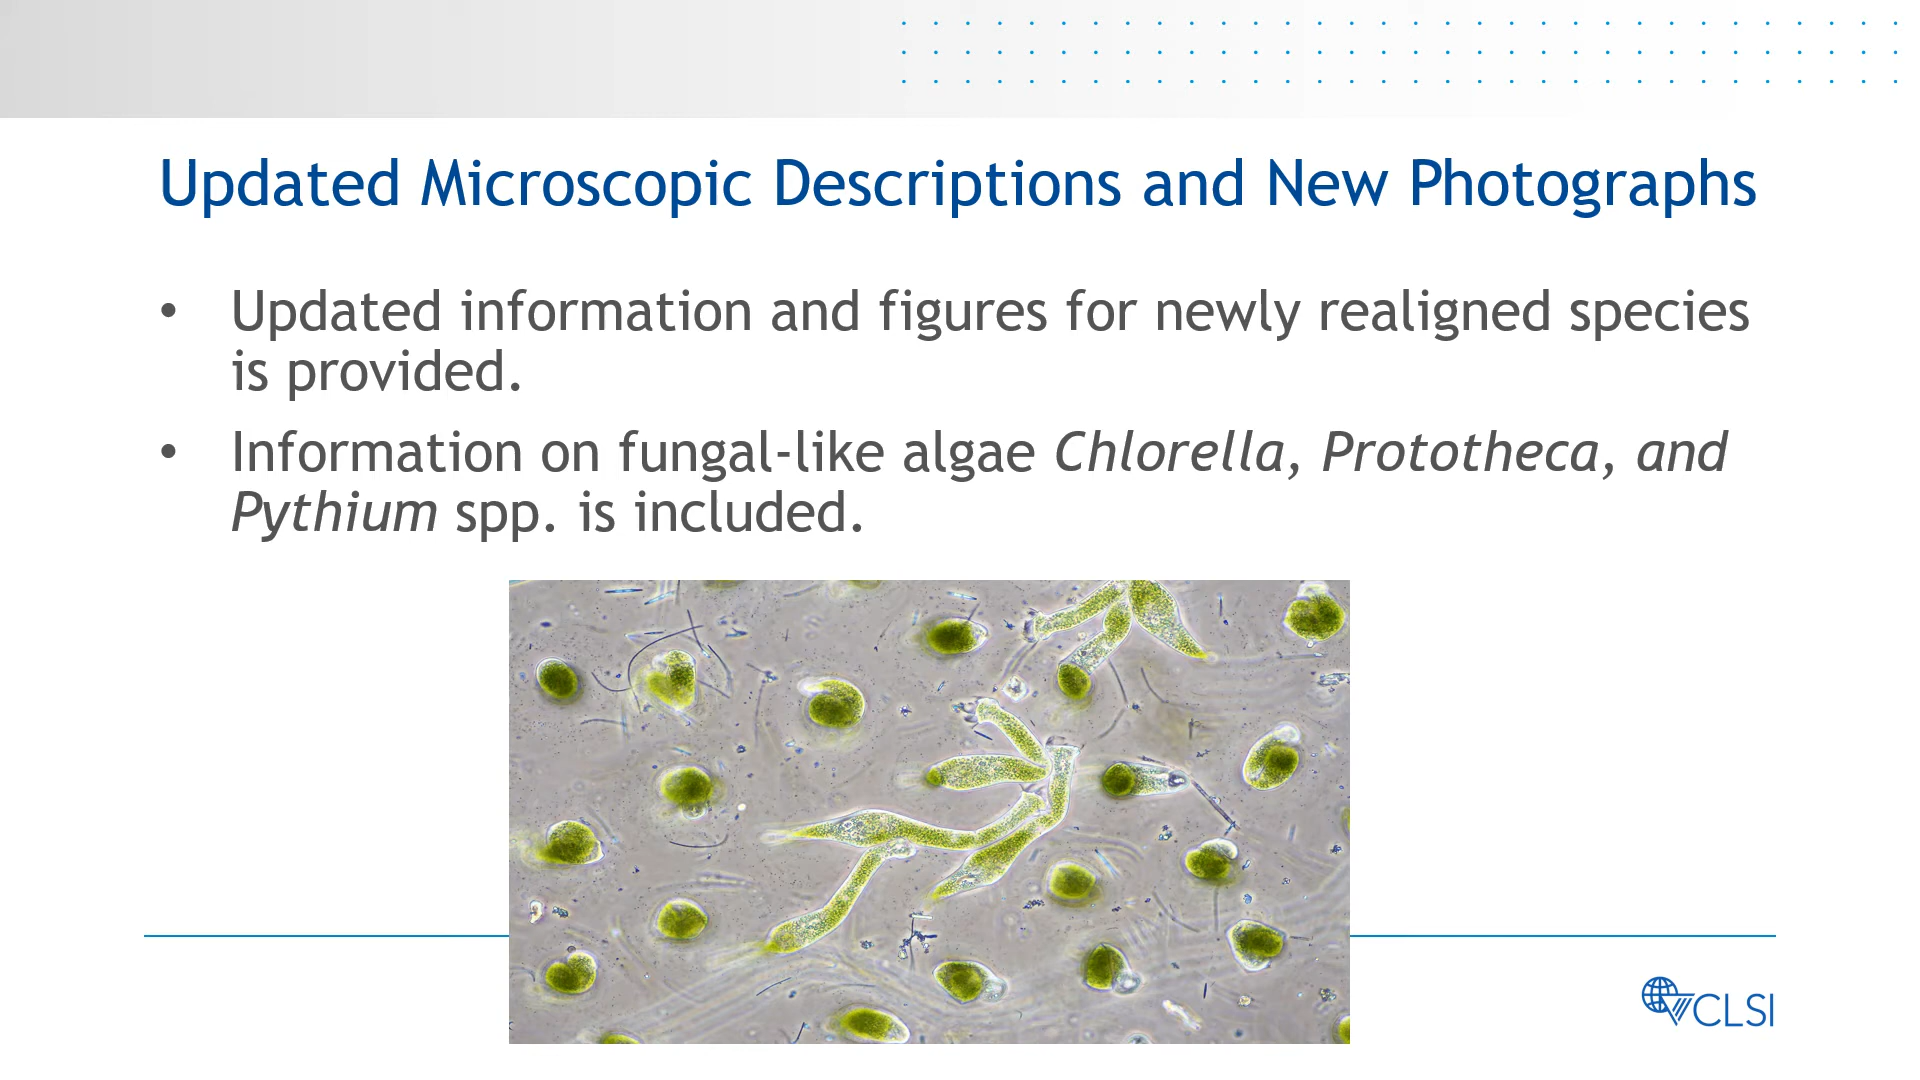 Updated Microscopic Descriptions and New Photographs
• Updated information and figures for newly realigned species
is provided.
• Information on fungal-like algae Chlorella, Prototheca, and
Pythium spp. is included.
CLSI